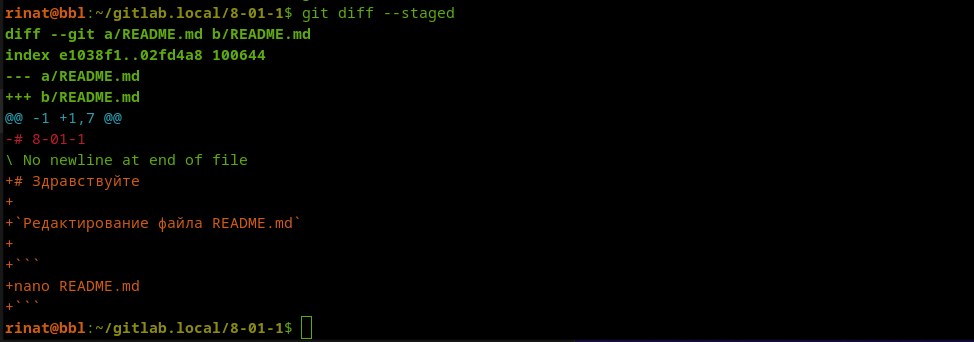 rinat@bbl:~/gitlab.local/8-01-1$ git diff --staged
diff --git a/README.md b/README.md
index e1038f1..02fd4a8 100644
--- a/README.md
+++ b/README.md
@@ -1 +1,7 @@
-# 8-01-1
\ No newline at end of file
+# Здравствуйте
+
+`Редактирование файла README.md`
+
+```
+nano README.md
+```
rinat@bbl:~/gitlab.local/8-01-1$